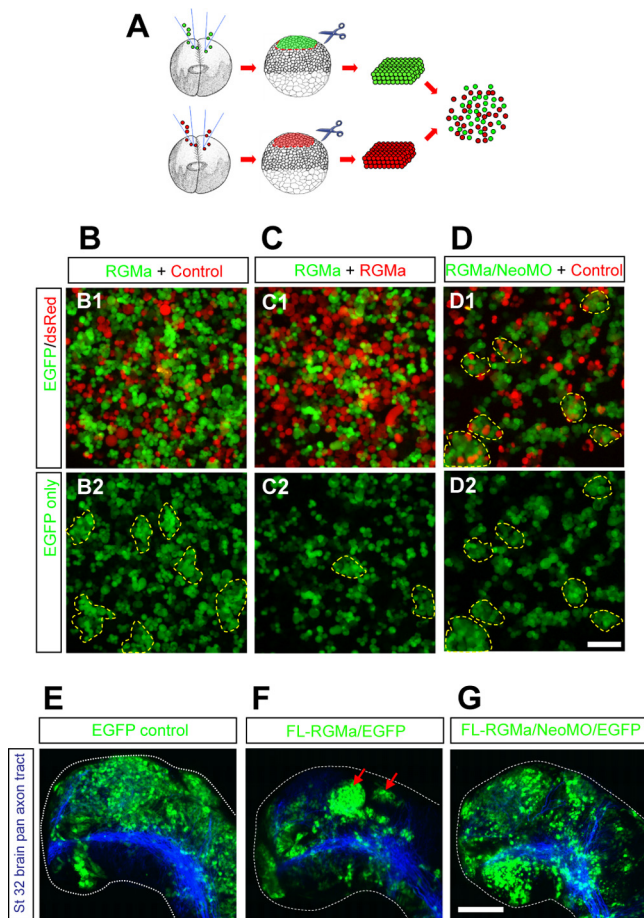 A
B
C
D
RGMa + Control
RGMa + RGMa
RGMa/NeoMO + Control
EGFP/dsRed
B1
C1
D1
EGFP only
B2
C2
D2
E
F
G
EGFP control
FL-RGMa/EGFP
FL-RGMa/NeoMO/EGFP
St 32 brain pan axon tract